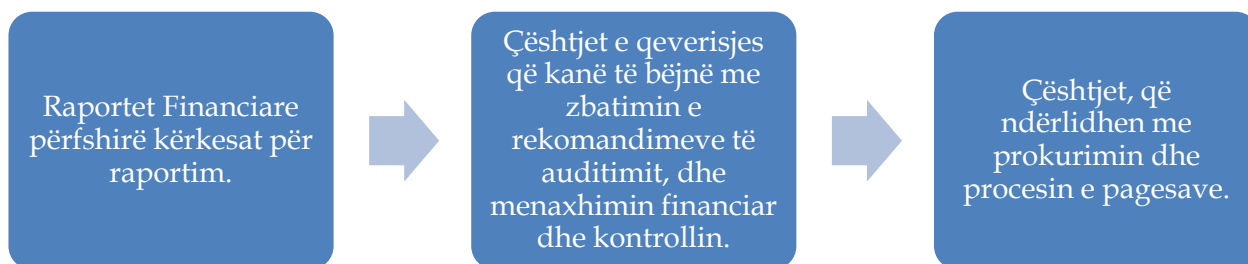 Raportet Financiare
përfshirë kërkesat për
raportim.
Çështjet e qeverisjes
që kanë të bëjnë me
zbatimin e
rekomandimeve të
auditimit, dhe
menaxhimin financiar
dhe kontrollin.
Çështjet, që
ndërlidhen me
prokurimin dhe
procesin e pagesave.